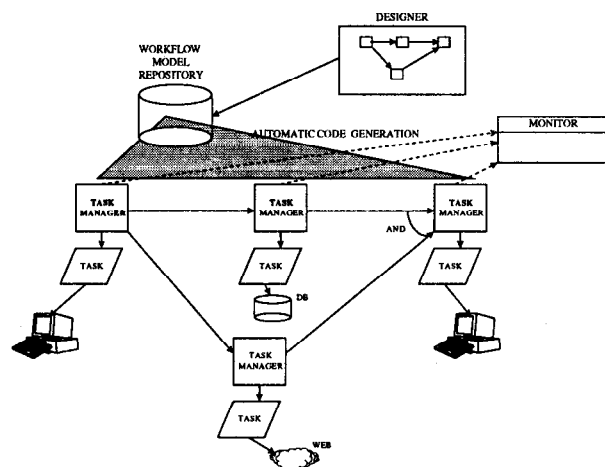 DESIGNER
WORKFLOW
MODEL
REPOSITORY
AUTOMATIC CODE GENERATION
MONITOR
TASK
MANAGER
TASK
MANAGER
TASK
MANAGER
AND
TASK
TASK
TASK
DB
TASK
MANAGER
TASK
WEB